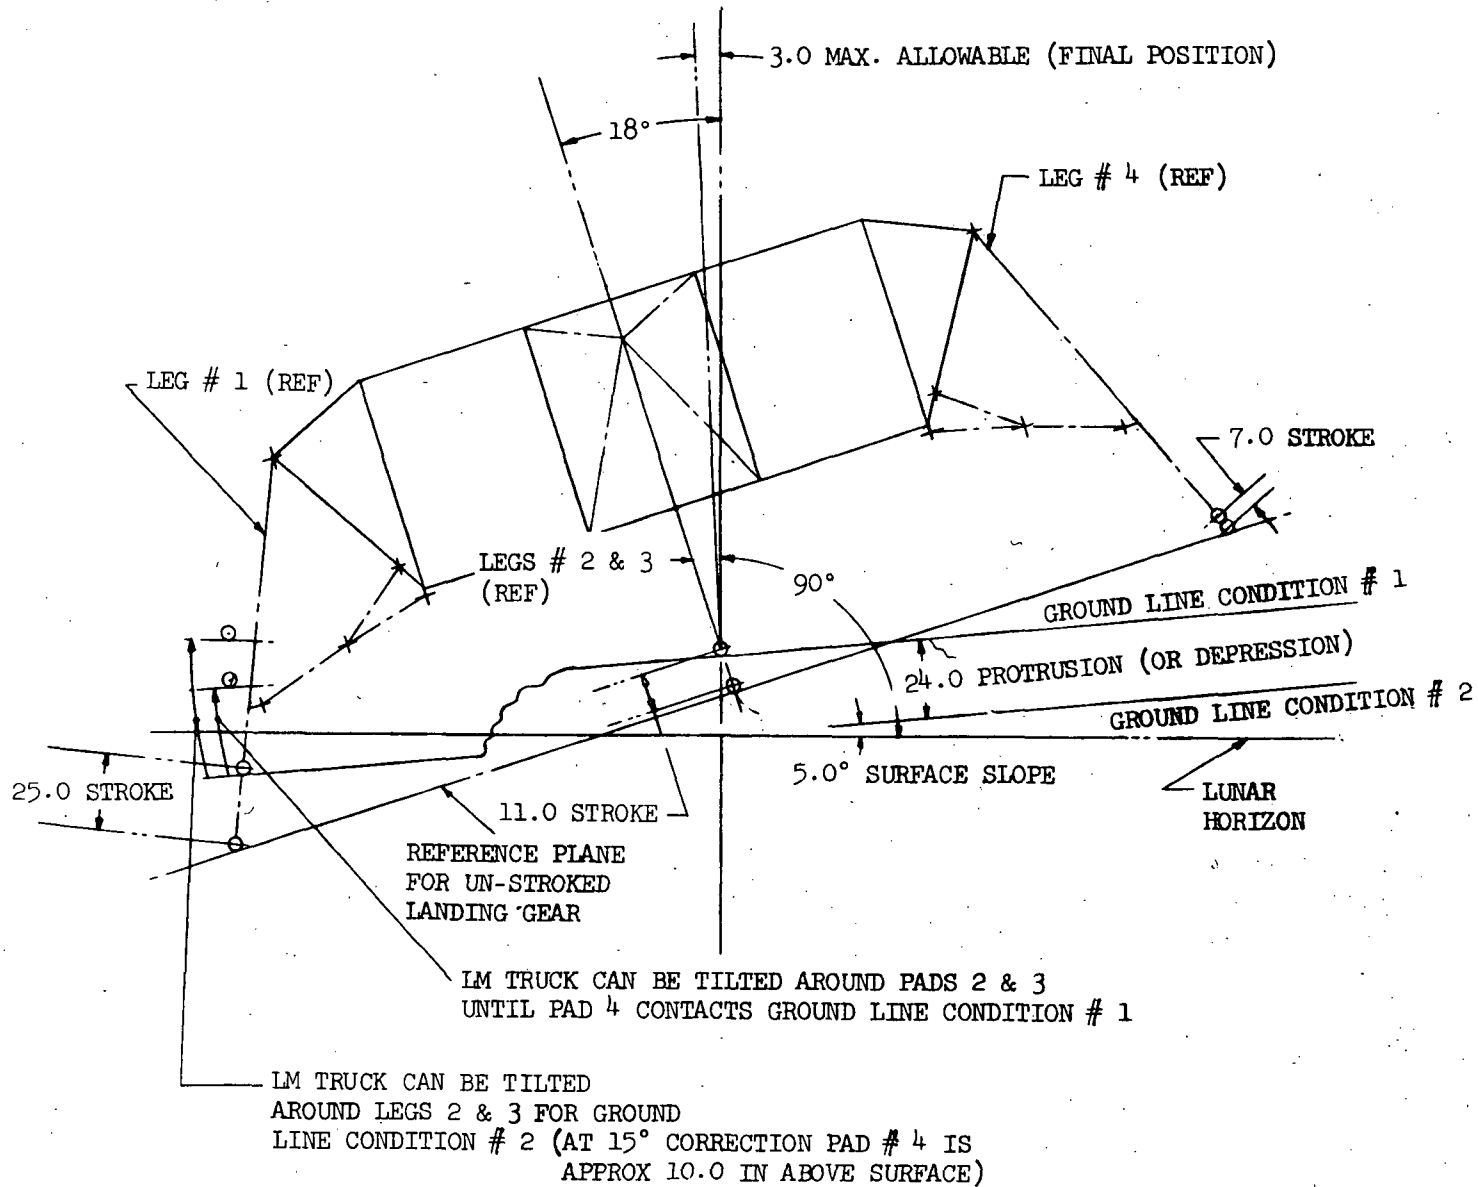 3.0 MAX. ALLOWABLE (FINAL POSITION)
18°
LEG # 4 (REF)
LEG # 1 (REF)
7.0 STROKE
LEGS # 2 & 3
(REF)
90°
GROUND LINE CONDITION # 1
24.0 PROTRUSION (OR DEPRESSION)
GROUND LINE CONDITION # 2
5.0° SURFACE SLOPE
25.0 STROKE
11.0 STROKE
LUNAR
HORIZON
REFERENCE PLANE
FOR UN-STROKED
LANDING GEAR
LM TRUCK CAN BE TILTED AROUND PADS 2 & 3
UNTIL PAD 4 CONTACTS GROUND LINE CONDITION # 1
LM TRUCK CAN BE TILTED
AROUND LEGS 2 & 3 FOR GROUND
LINE CONDITION # 2 (AT 15° CORRECTION PAD # 4 IS
APPROX 10.0 IN ABOVE SURFACE)